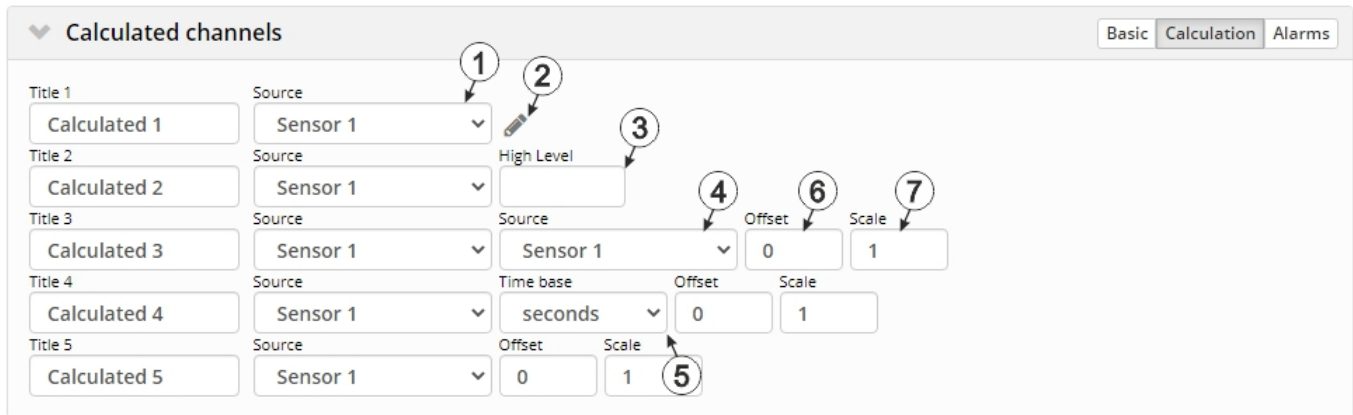 Calculated channels Basic Calculation Alarms
1 2
Title 1 Source
Calculated 1 Sensor 1
3
Title 2 Source High Level
Calculated 2 Sensor 1
4 6 7
Title 3 Source Source Offset Scale
Calculated 3 Sensor 1 Sensor 1 0 1
Title 4 Source Time base Offset Scale
Calculated 4 Sensor 1 seconds 0 1
Title 5 Source Offset Scale
Calculated 5 Sensor 1 0 1 5